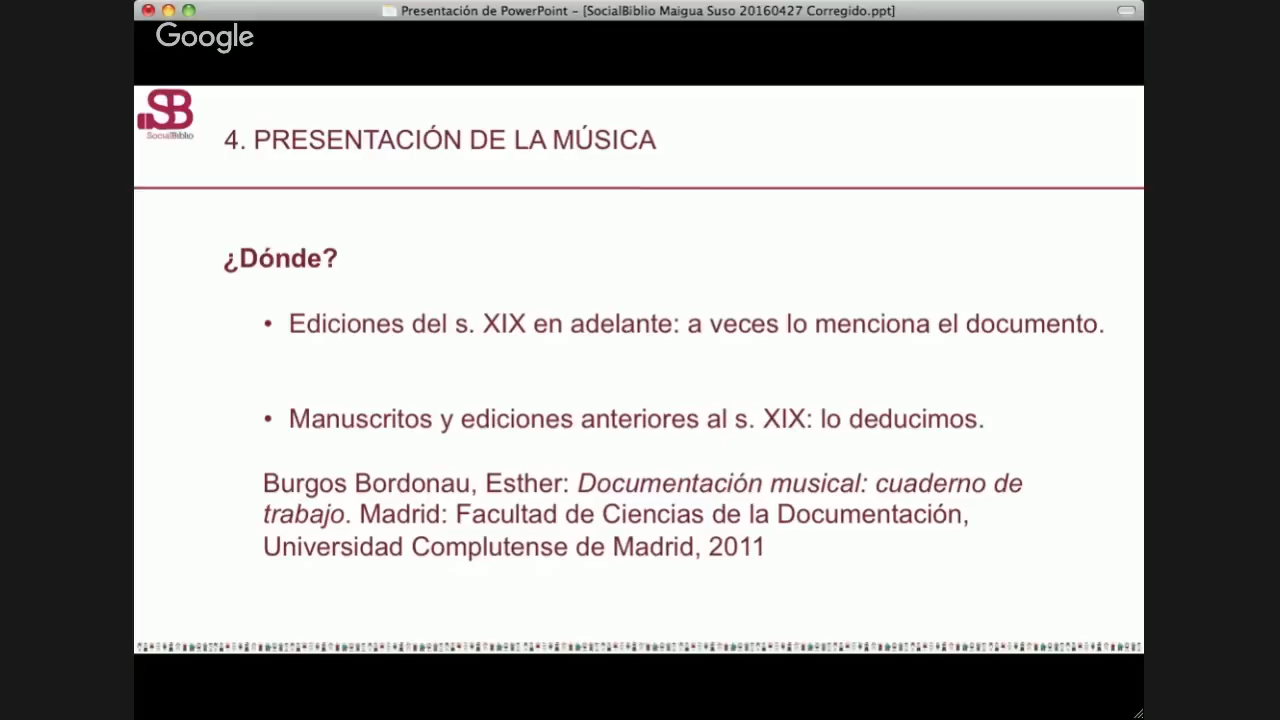 Presentación de PowerPoint - [SocialBiblio Maigua Suso 20160427 Corregido.ppt]
Google
SB
SocialBiblio
4. PRESENTACIÓN DE LA MÚSICA
¿Dónde?
• Ediciones del s. XIX en adelante: a veces lo menciona el documento.
• Manuscritos y ediciones anteriores al s. XIX: lo deducimos.
Burgos Bordonau, Esther: Documentación musical: cuaderno de
trabajo. Madrid: Facultad de Ciencias de la Documentación,
Universidad Complutense de Madrid, 2011